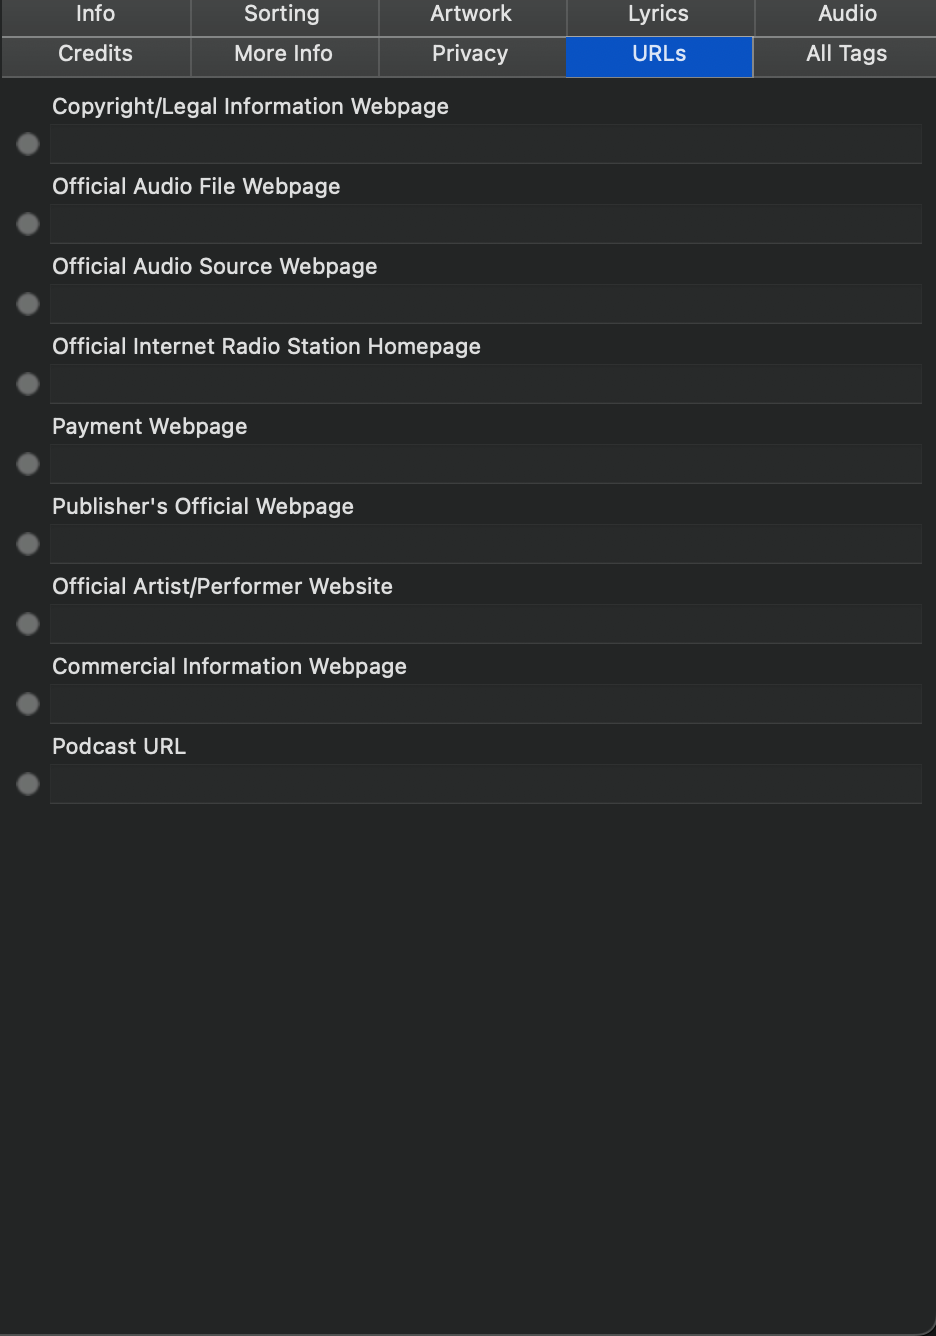 Info Sorting Artwork Lyrics Audio
Credits More Info Privacy URLs All Tags
Copyright/Legal Information Webpage
Official Audio File Webpage
Official Audio Source Webpage
Official Internet Radio Station Homepage
Payment Webpage
Publisher's Official Webpage
Official Artist/Performer Website
Commercial Information Webpage
Podcast URL